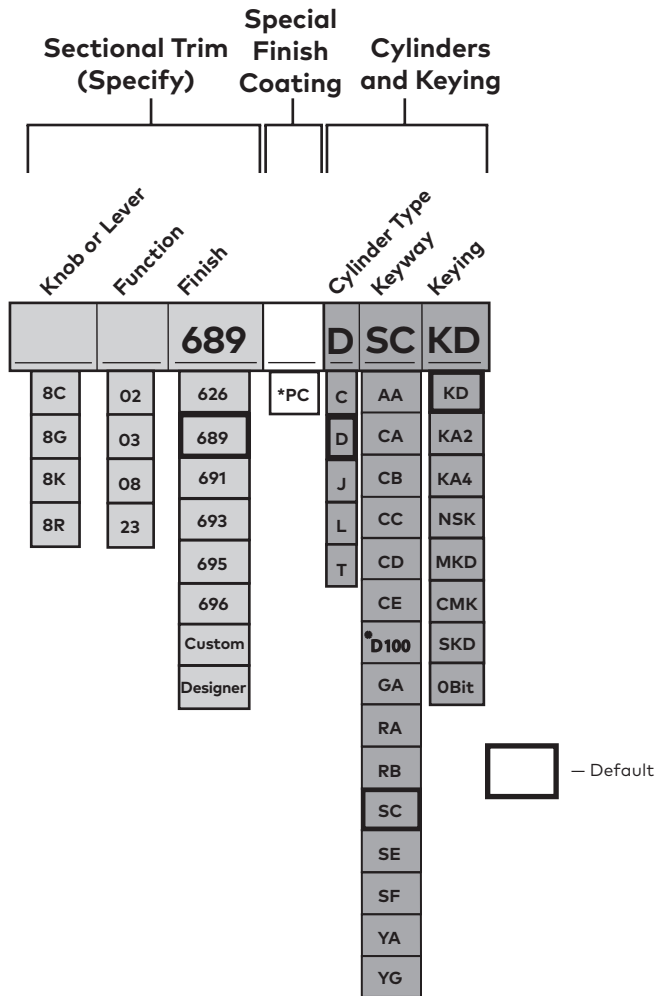 Sectional Trim
(Specify)
Special
Finish
Coating
Cylinders
and Keying
Knob or Lever
Function
Finish
Cylinder Type
Keyway
Keying
689
D
SC
KD
8C
8G
8K
8R
02
03
08
23
626
689
691
693
695
696
Custom
Designer
*PC
C
D
J
L
T
AA
CA
CB
CC
CD
CE
•D100
GA
RA
RB
SC
SE
SF
YA
YG
KD
KA2
KA4
NSK
MKD
CMK
SKD
0Bit
— Default